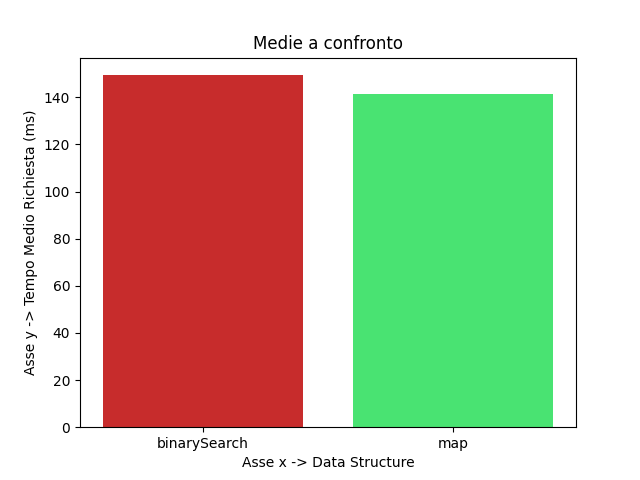 Medie a confronto
Asse y -> Tempo Medio Richiesta (ms)
140
120
100
80
60
40
20
0
binarySearch
map
Asse x -> Data Structure